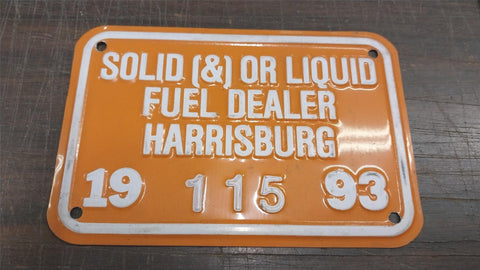 SOLID (&) OR LIQUID
FUEL DEALER
HARRISBURG
19 115 93